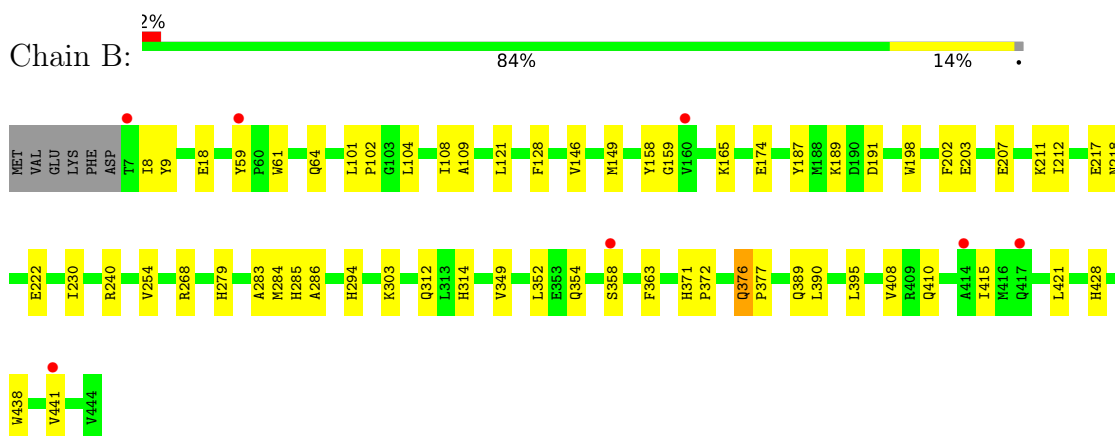 2%
Chain B:
84% 14% •
MET VAL GLU LYS PHE ASP T7 I8 Y9 E18 Y59 P60 W61 Q64 L101 P102 G103 L104 I108 A109 L121 F128 V146 M149 Y158 G159 V160 K165 E174 Y187 M188 K189 D190 D191 W198 F202 E203 E207 K211 I212 E217 N218
E222 I230 R240 V254 R268 H279 A283 M284 H285 A286 H294 K303 Q312 L313 H314 V349 L352 E353 Q354 S358 F363 H371 P372 Q376 P377 Q389 L390 L395 V408 R409 Q410 A414 I415 M416 Q417 L421 H428
W438 V441 V444